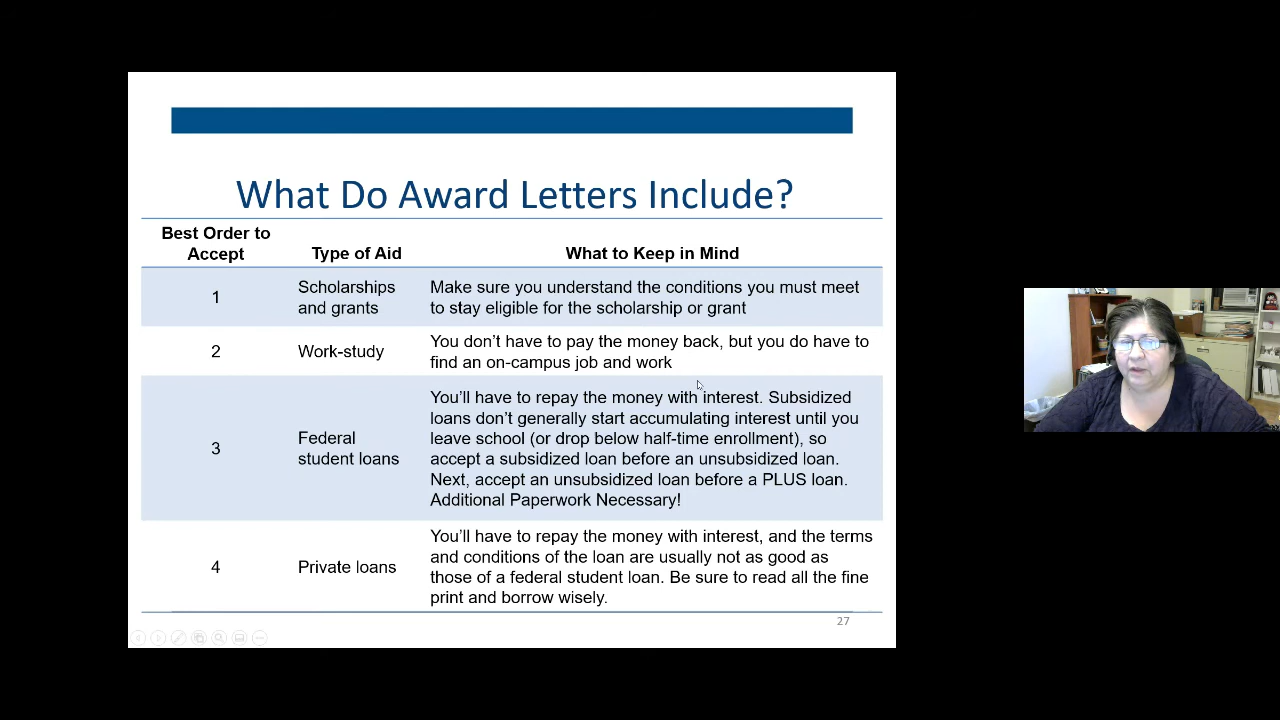 What Do Award Letters Include?
Best Order to
Accept
Type of Aid
What to Keep in Mind
1
Scholarships
and grants
Make sure you understand the conditions you must meet
to stay eligible for the scholarship or grant
2
Work-study
You don’t have to pay the money back, but you do have to
find an on-campus job and work
3
Federal
student loans
You’ll have to repay the money with interest. Subsidized
loans don’t generally start accumulating interest until you
leave school (or drop below half-time enrollment), so
accept a subsidized loan before an unsubsidized loan.
Next, accept an unsubsidized loan before a PLUS loan.
Additional Paperwork Necessary!
4
Private loans
You’ll have to repay the money with interest, and the terms
and conditions of the loan are usually not as good as
those of a federal student loan. Be sure to read all the fine
print and borrow wisely.
27